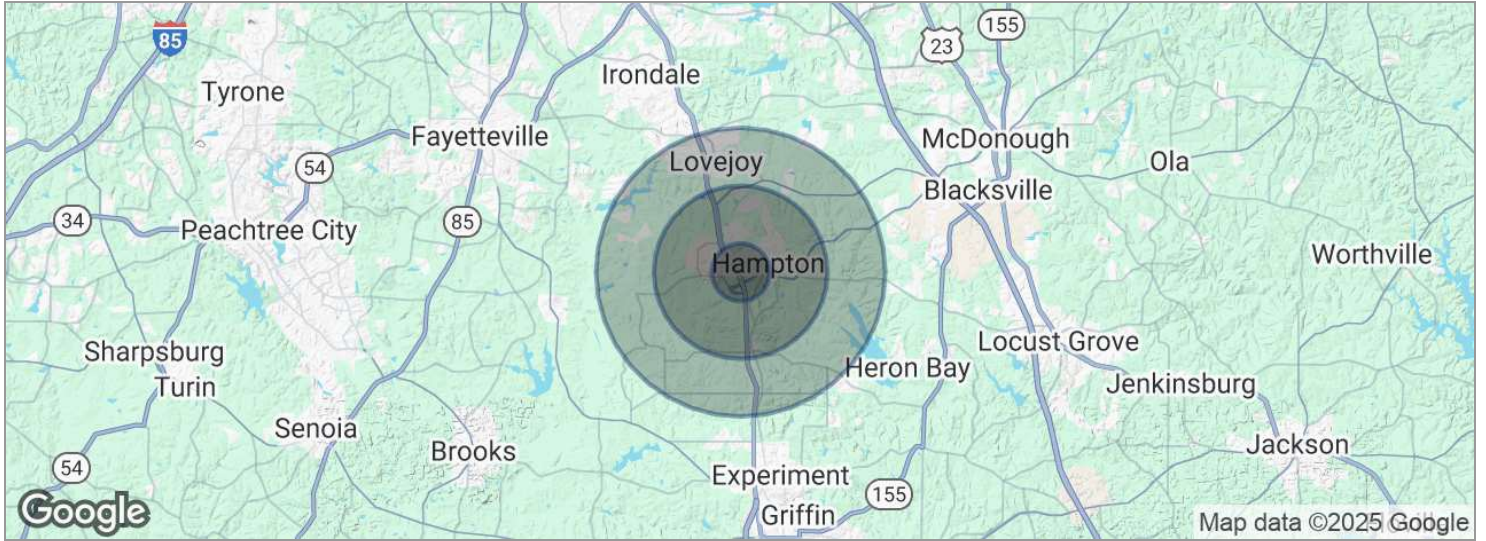 155
85
23
Irondale
Tyrone
Fayetteville
McDonough
Lovejoy
Ola
54
Blacksville
34
85
Peachtree City
Worthville
Hampton
Locust Grove
Sharpsburg
Heron Bay
Turin
Jenkinsburg
Senoia
Jackson
Brooks
54
Experiment
155
Google
Griffin
Map data ©2025 Google